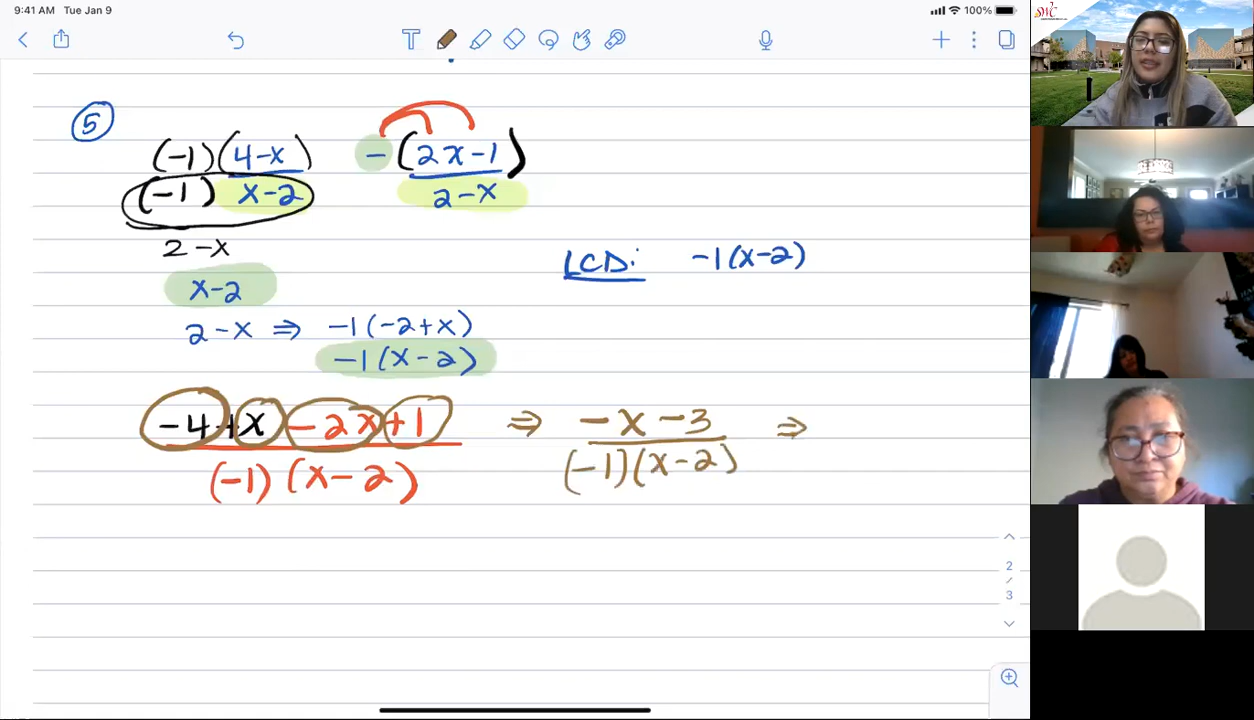 9:41 AM Tue Jan 9
100%
T
SWC
5
(-1)(4-x) -(2x-1)
(-1) x-2 2-x
2-x
LCD: -1(x-2)
x-2
2-x ⇒ -1(-2+x)
-1(x-2)
-4+x-2x+1 ⇒ -x-3 ⇒
(-1)(x-2) (-1)(x-2)
2
/
3